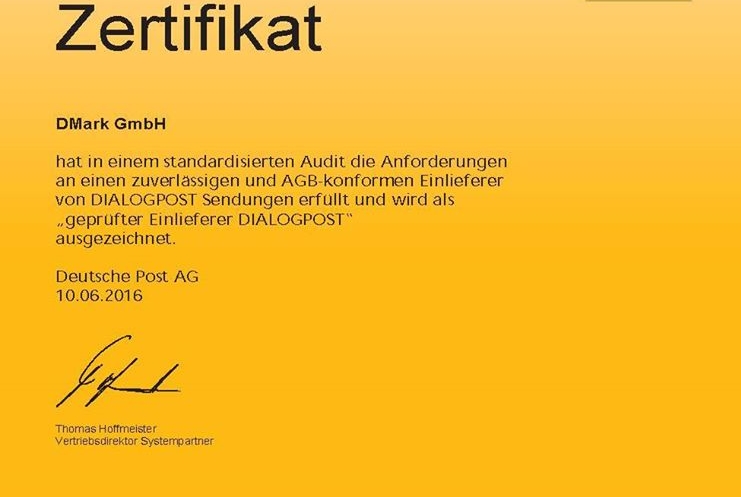 Zertifikat
DMark GmbH
hat in einem standardisierten Audit die Anforderungen
an einen zuverlässigen und AGB-konformen Einlieferer
von DIALOGPOST Sendungen erfüllt und wird als
„geprüfter Einlieferer DIALOGPOST“
ausgezeichnet.
Deutsche Post AG
10.06.2016
Thomas Hoffmeister
Vertriebsdirektor Systempartner